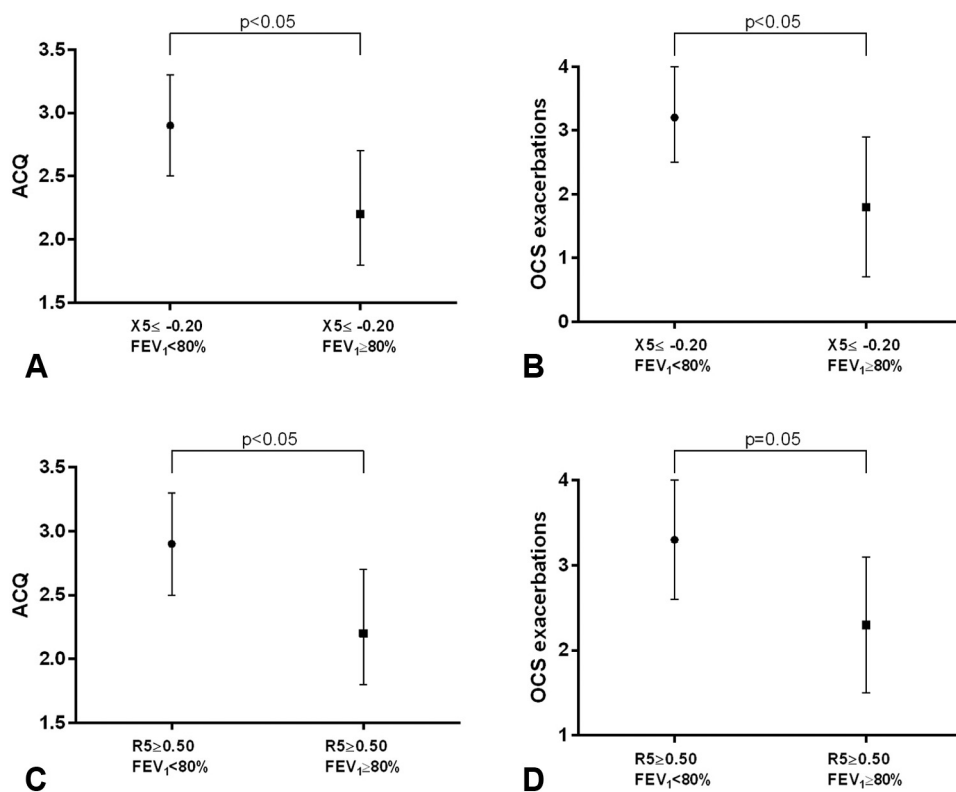 p<0.05
3.5
3.0
2.5
2.0
1.5
ACQ
X5≤ -0.20
FEV₁<80%
X5≤ -0.20
FEV₁≥80%
A
p<0.05
4
3
2
1
0
OCS exacerbations
X5≤ -0.20
FEV₁<80%
X5≤ -0.20
FEV₁≥80%
B
p<0.05
3.5
3.0
2.5
2.0
1.5
ACQ
R5≥0.50
FEV₁<80%
R5≥0.50
FEV₁≥80%
C
p=0.05
4
3
2
1
OCS exacerbations
R5≥0.50
FEV₁<80%
R5≥0.50
FEV₁≥80%
D